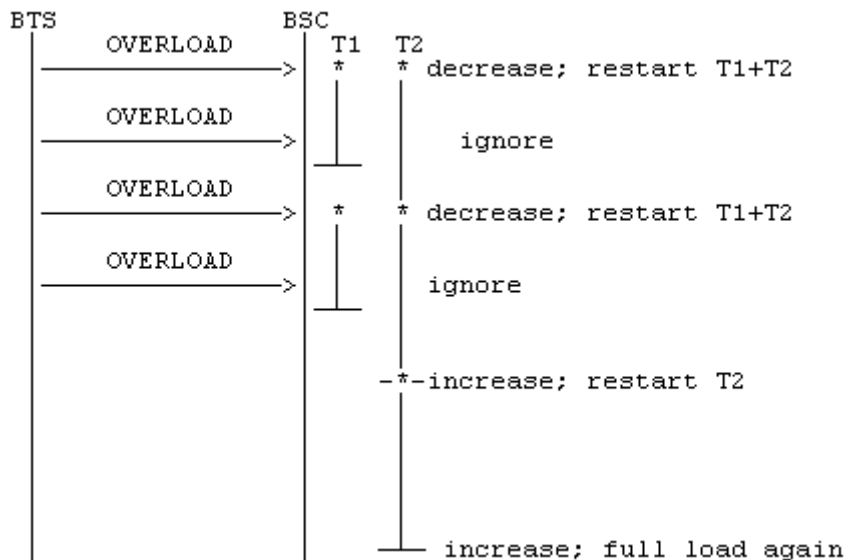 BTS BSC
OVERLOAD T1 T2
* * decrease; restart T1+T2
OVERLOAD
ignore
OVERLOAD
* * decrease; restart T1+T2
OVERLOAD
ignore
-*-increase; restart T2
increase; full load again